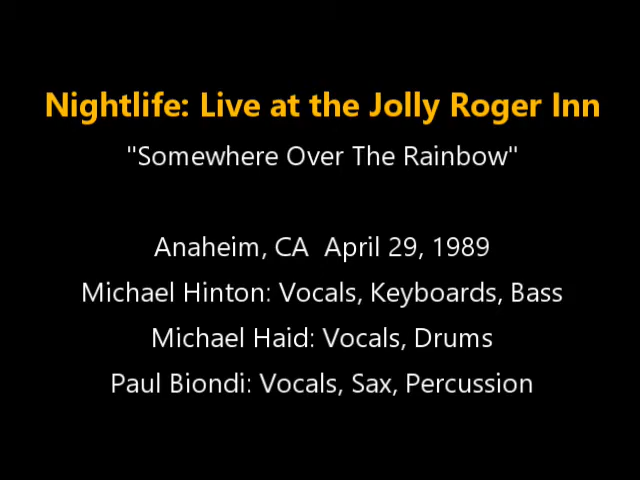 Nightlife: Live at the Jolly Roger Inn
"Somewhere Over The Rainbow"
Anaheim, CA  April 29, 1989
Michael Hinton: Vocals, Keyboards, Bass
Michael Haid: Vocals, Drums
Paul Biondi: Vocals, Sax, Percussion